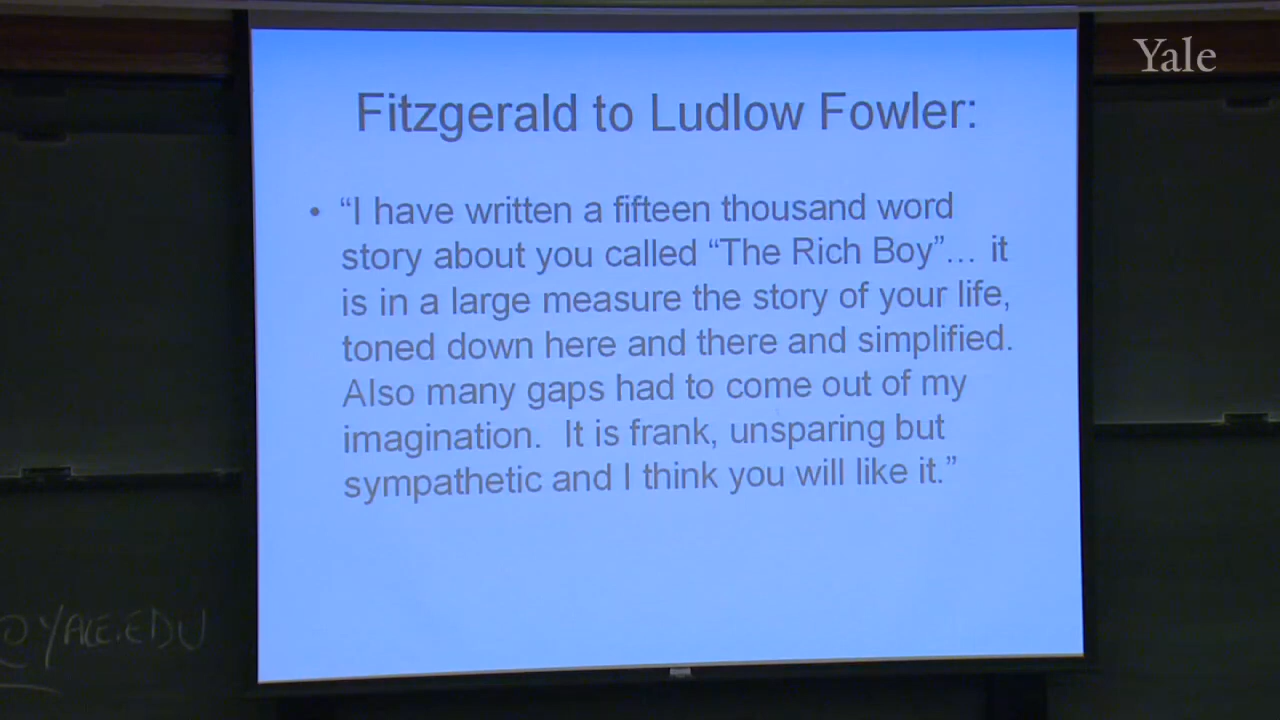 Yale
Fitzgerald to Ludlow Fowler:
• “I have written a fifteen thousand word
story about you called “The Rich Boy”... it
is in a large measure the story of your life,
toned down here and there and simplified.
Also many gaps had to come out of my
imagination. It is frank, unsparing but
sympathetic and I think you will like it.”
@YALE.EDU